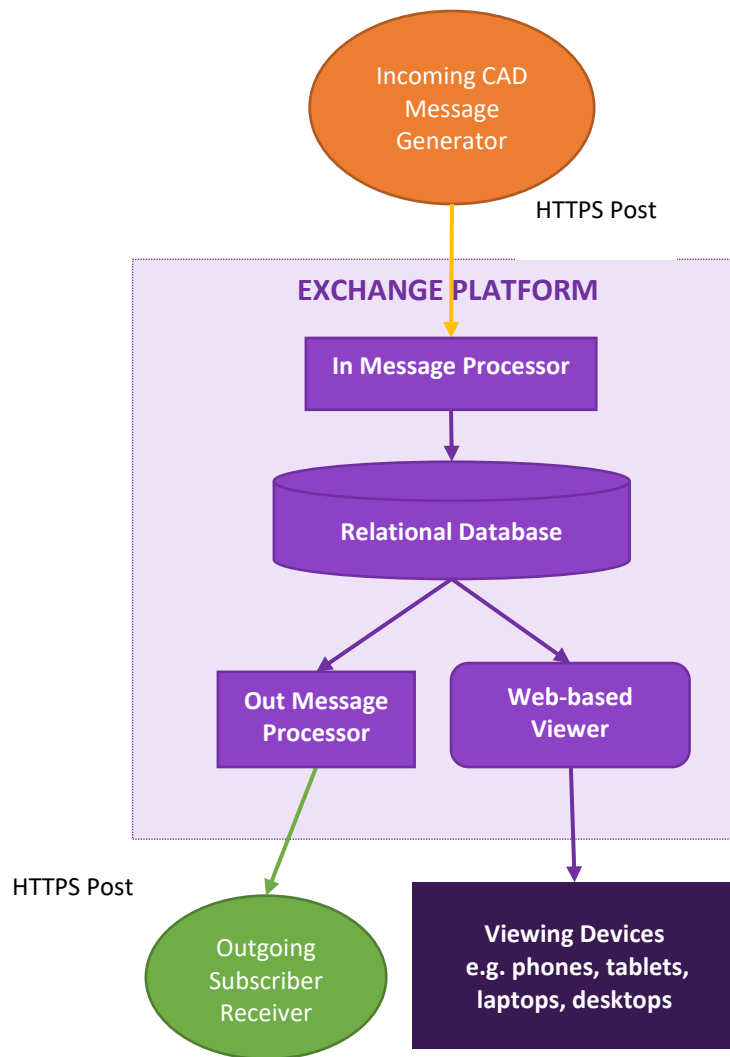 Incoming CAD
Message
Generator
HTTPS Post
EXCHANGE PLATFORM
In Message Processor
Relational Database
Out Message
Processor
Web-based
Viewer
HTTPS Post
Outgoing
Subscriber
Receiver
Viewing Devices
e.g. phones, tablets,
laptops, desktops